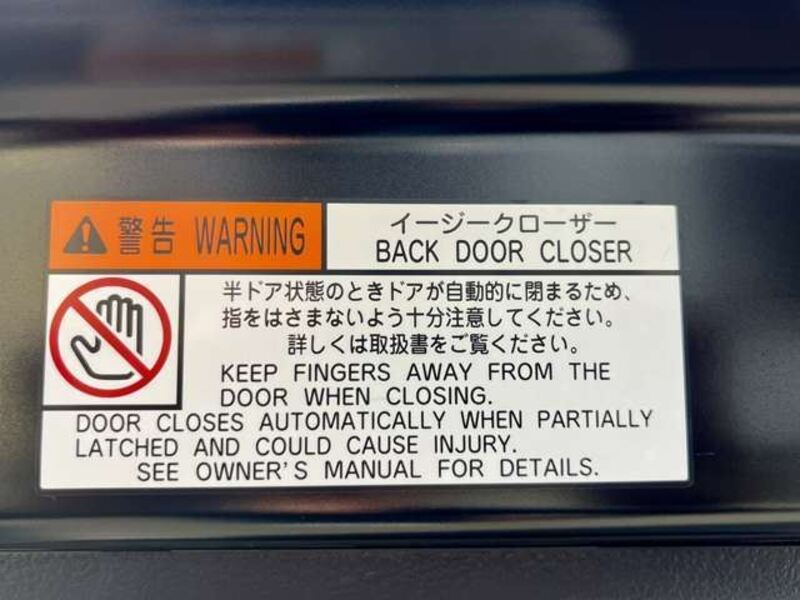 警告 WARNING
イージークローザー
BACK DOOR CLOSER
半ドア状態のときドアが自動的に閉まるため、
指をはさまないよう十分注意してください。
詳しくは取扱書をご覧ください。
KEEP FINGERS AWAY FROM THE
DOOR WHEN CLOSING.
DOOR CLOSES AUTOMATICALLY WHEN PARTIALLY
LATCHED AND COULD CAUSE INJURY.
SEE OWNER'S MANUAL FOR DETAILS.